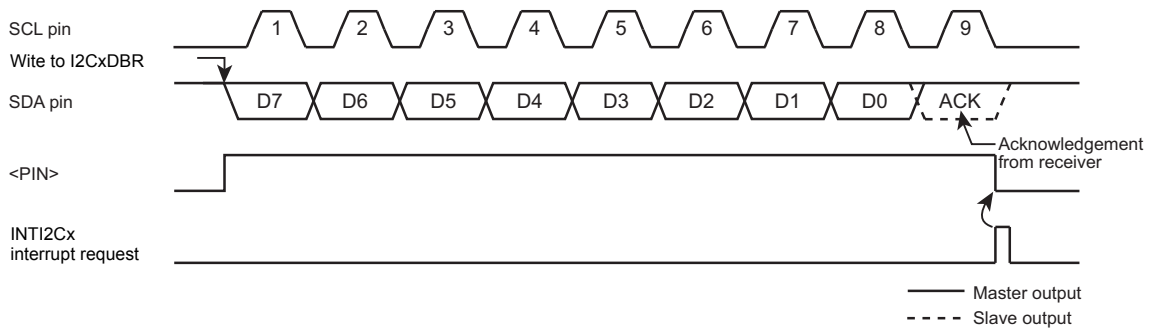 SCL pin
1 2 3 4 5 6 7 8 9
Wite to I2CxDBR
SDA pin
D7 D6 D5 D4 D3 D2 D1 D0 ACK
Acknowledgement
from receiver
<PIN>
INTI2Cx
interrupt request
Master output
Slave output